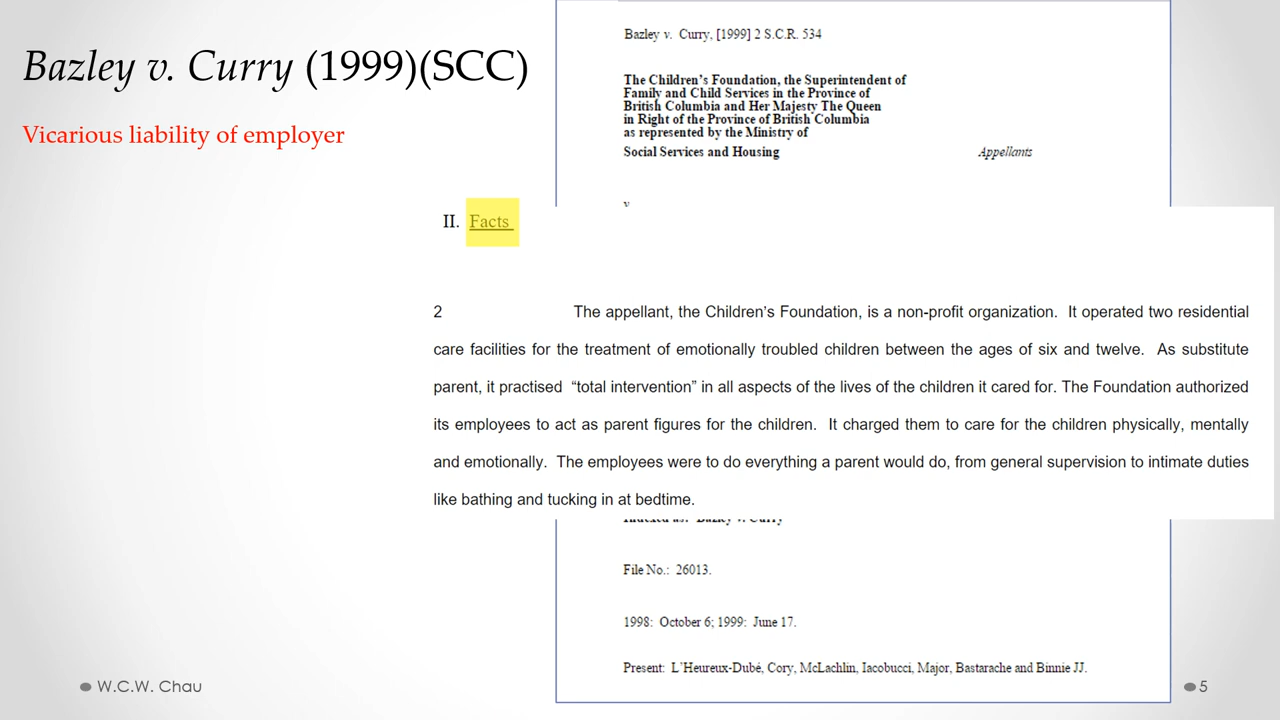 Bazley v. Curry (1999)(SCC)
Vicarious liability of employer
Bazley v. Curry, [1999] 2 S.C.R. 534
The Children's Foundation, the Superintendent of
Family and Child Services in the Province of
British Columbia and Her Majesty The Queen
in Right of the Province of British Columbia
as represented by the Ministry of
Social Services and Housing Appellants
v
II. Facts
2 The appellant, the Children's Foundation, is a non-profit organization. It operated two residential
care facilities for the treatment of emotionally troubled children between the ages of six and twelve. As substitute
parent, it practised “total intervention” in all aspects of the lives of the children it cared for. The Foundation authorized
its employees to act as parent figures for the children. It charged them to care for the children physically, mentally
and emotionally. The employees were to do everything a parent would do, from general supervision to intimate duties
like bathing and tucking in at bedtime.
Indexed as: Bazley v. Curry
File No.: 26013.
1998: October 6; 1999: June 17.
Present: L'Heureux-Dubé, Cory, McLachlin, Iacobucci, Major, Bastarache and Binnie JJ.
W.C.W. Chau
5